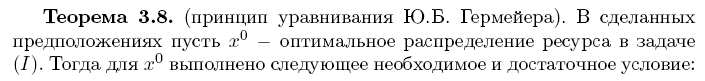 Теорема 3.8. (принцип уравнивания Ю.Б. Гермейера). В сделанных
предположениях пусть x⁰ − оптимальное распределение ресурса в задаче
(I). Тогда для x⁰ выполнено следующее необходимое и достаточное условие: